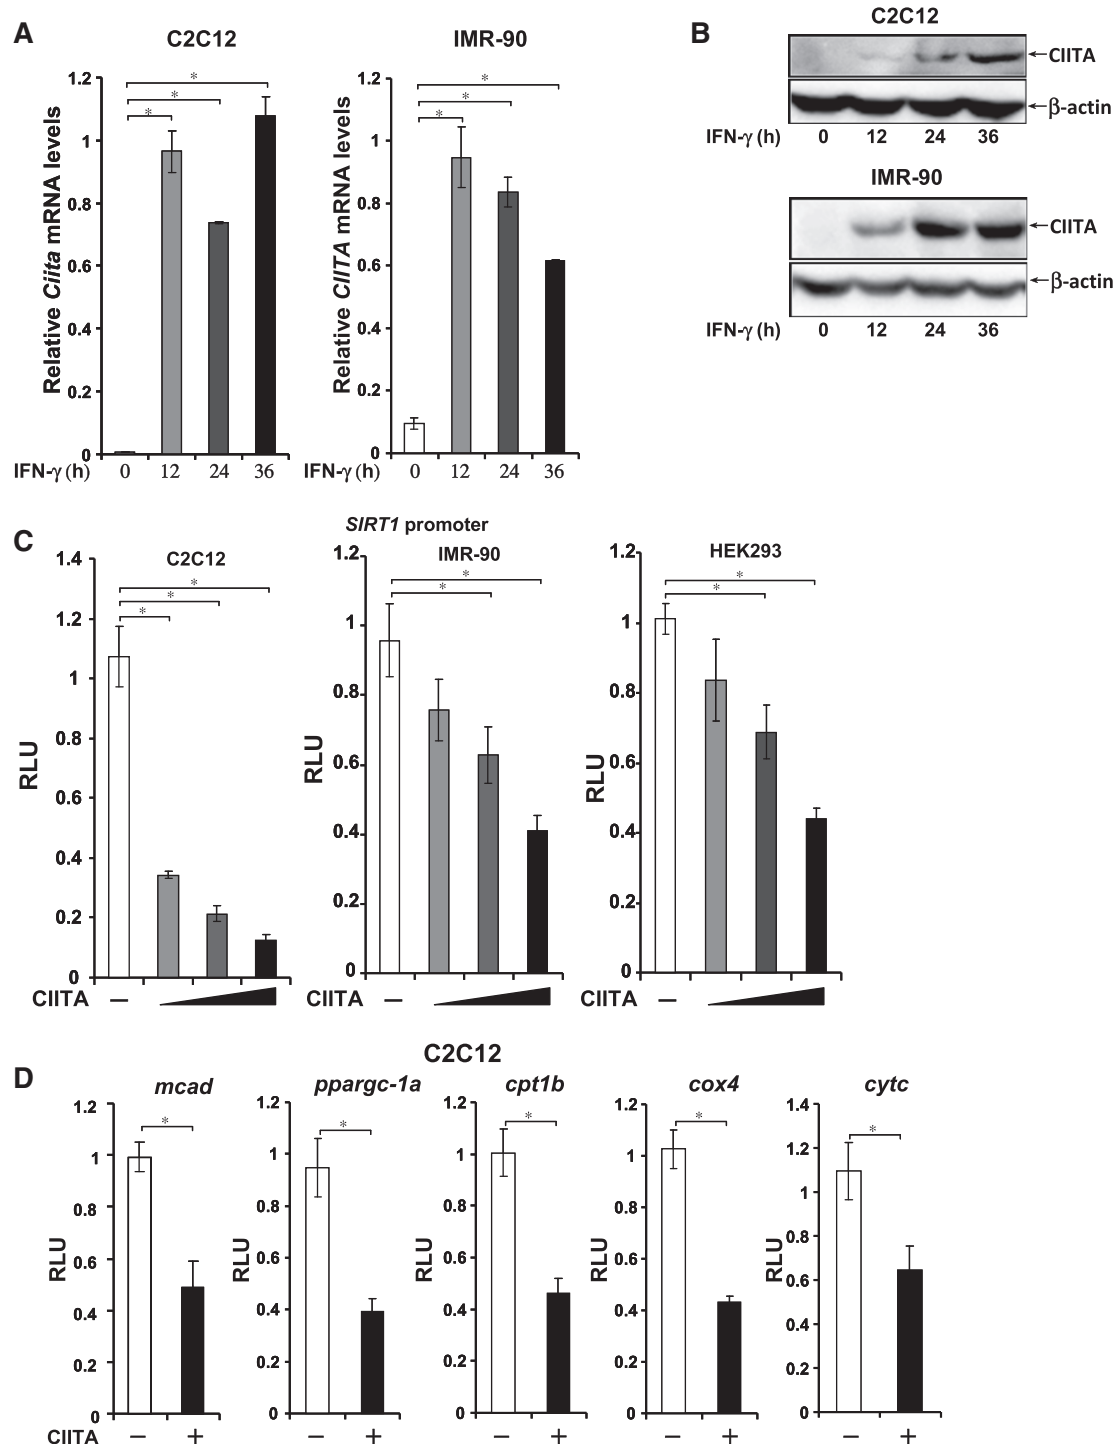 A
C2C12
Relative Ciita mRNA levels
1.2
1
0.8
0.6
0.4
0.2
0
* * *
IFN-γ (h) 0 12 24 36
IMR-90
Relative CIITA mRNA levels
1.2
1
0.8
0.6
0.4
0.2
0
* * *
IFN-γ (h) 0 12 24 36
B
C2C12
←CIITA
←β-actin
IFN-γ (h) 0 12 24 36
IMR-90
←CIITA
←β-actin
IFN-γ (h) 0 12 24 36
C
SIRT1 promoter
C2C12
RLU
1.4
1.2
1
0.8
0.6
0.4
0.2
0
* * *
CIITA −
IMR-90
RLU
1.2
1
0.8
0.6
0.4
0.2
0
* *
CIITA −
HEK293
RLU
1.2
1
0.8
0.6
0.4
0.2
0
* *
CIITA −
D
C2C12
mcad
RLU
1.2
1
0.8
0.6
0.4
0.2
0
*
CIITA − +
ppargc-1a
RLU
1.2
1
0.8
0.6
0.4
0.2
0
*
− +
cpt1b
RLU
1.2
1
0.8
0.6
0.4
0.2
0
*
− +
cox4
RLU
1.2
1
0.8
0.6
0.4
0.2
0
*
− +
cytc
RLU
1.4
1.2
1
0.8
0.6
0.4
0.2
0
*
− +